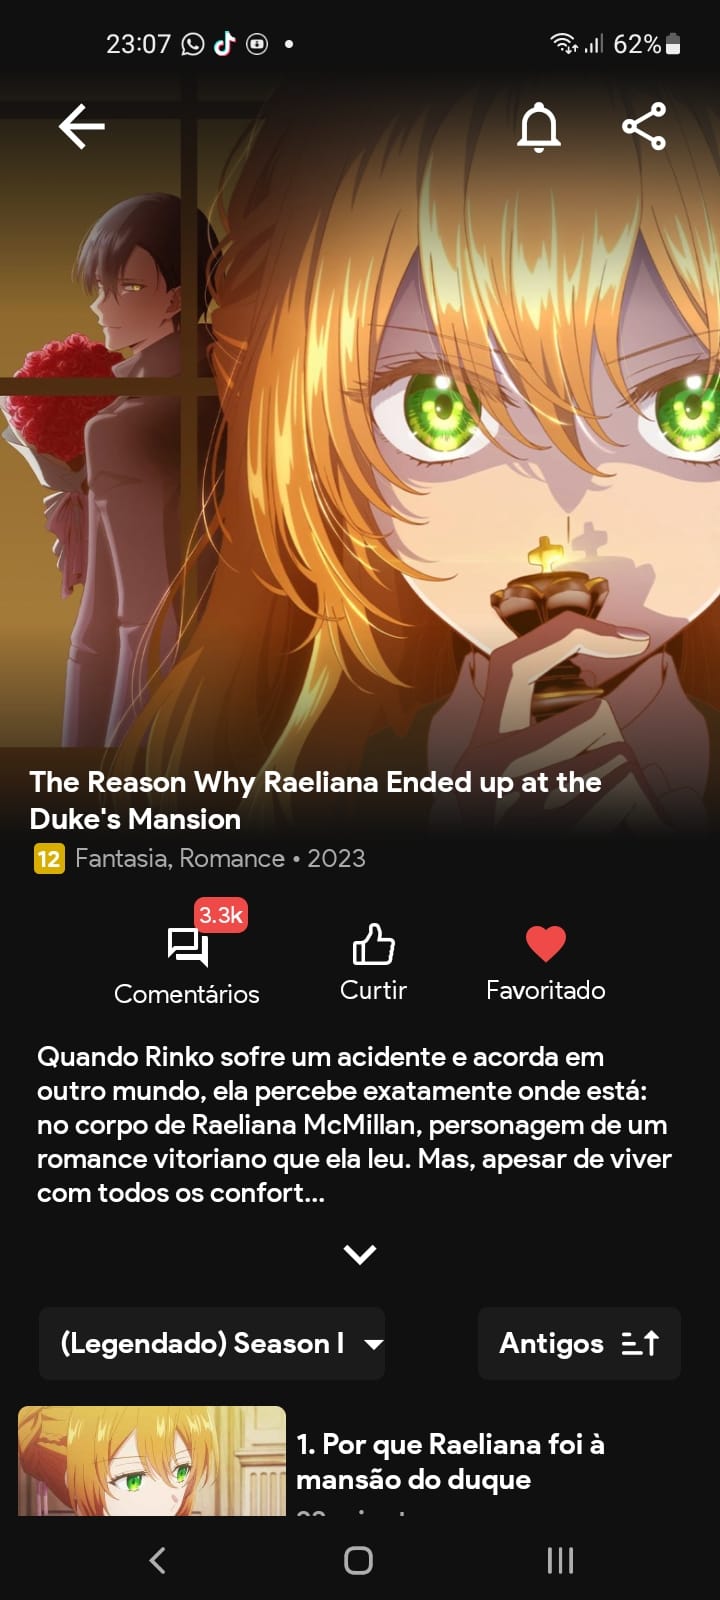 23:07
62%
The Reason Why Raeliana Ended up at the
Duke's Mansion
12 Fantasia, Romance • 2023
3.3k
Comentários
Curtir
Favoritado
Quando Rinko sofre um acidente e acorda em
outro mundo, ela percebe exatamente onde está:
no corpo de Raeliana McMillan, personagem de um
romance vitoriano que ela leu. Mas, apesar de viver
com todos os confort...
(Legendado) Season I
Antigos
1. Por que Raeliana foi à
mansão do duque